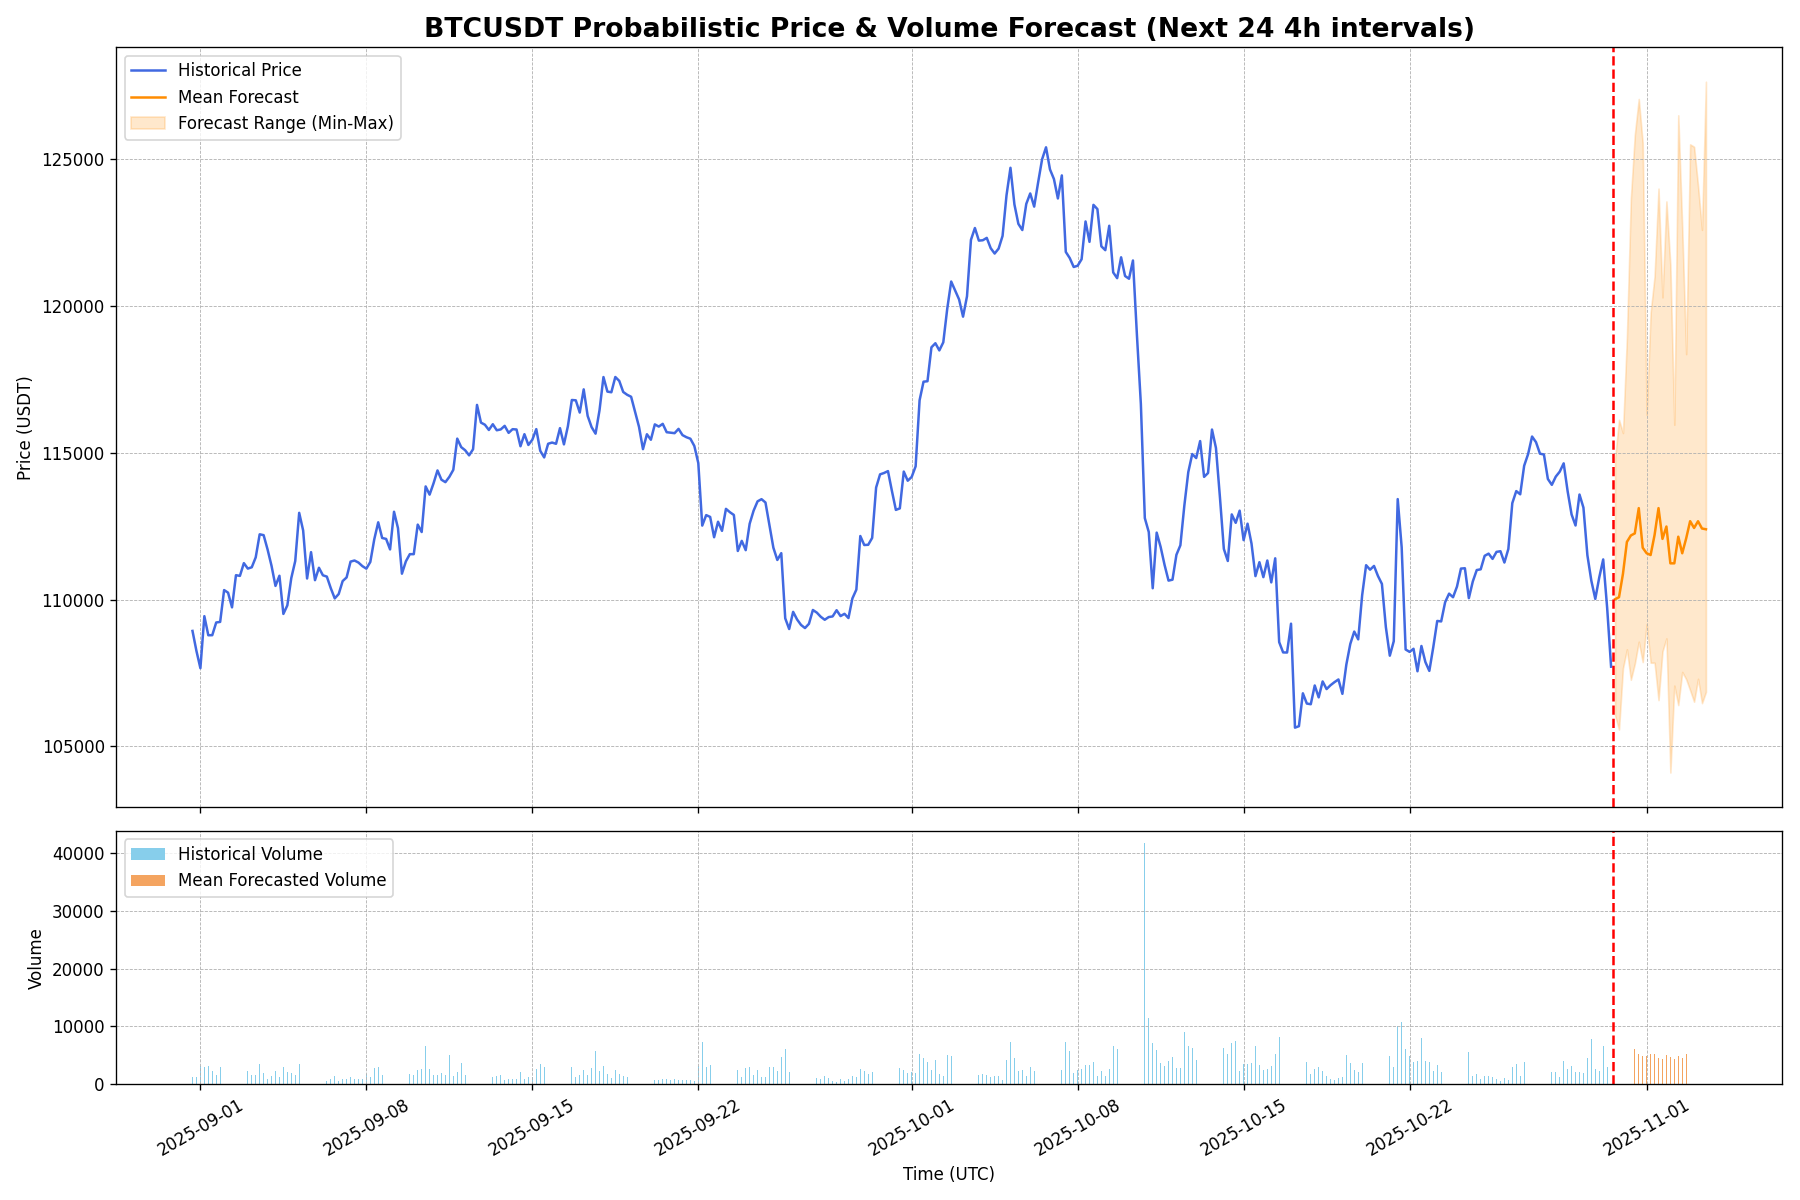 BTCUSDT Probabilistic Price & Volume Forecast (Next 24 4h intervals)
Historical Price
Mean Forecast
Forecast Range (Min-Max)
125000
120000
115000
110000
105000
Price (USDT)
Historical Volume
Mean Forecasted Volume
40000
30000
20000
10000
0
Volume
2025-09-01
2025-09-08
2025-09-15
2025-09-22
2025-10-01
2025-10-08
2025-10-15
2025-10-22
2025-11-01
Time (UTC)